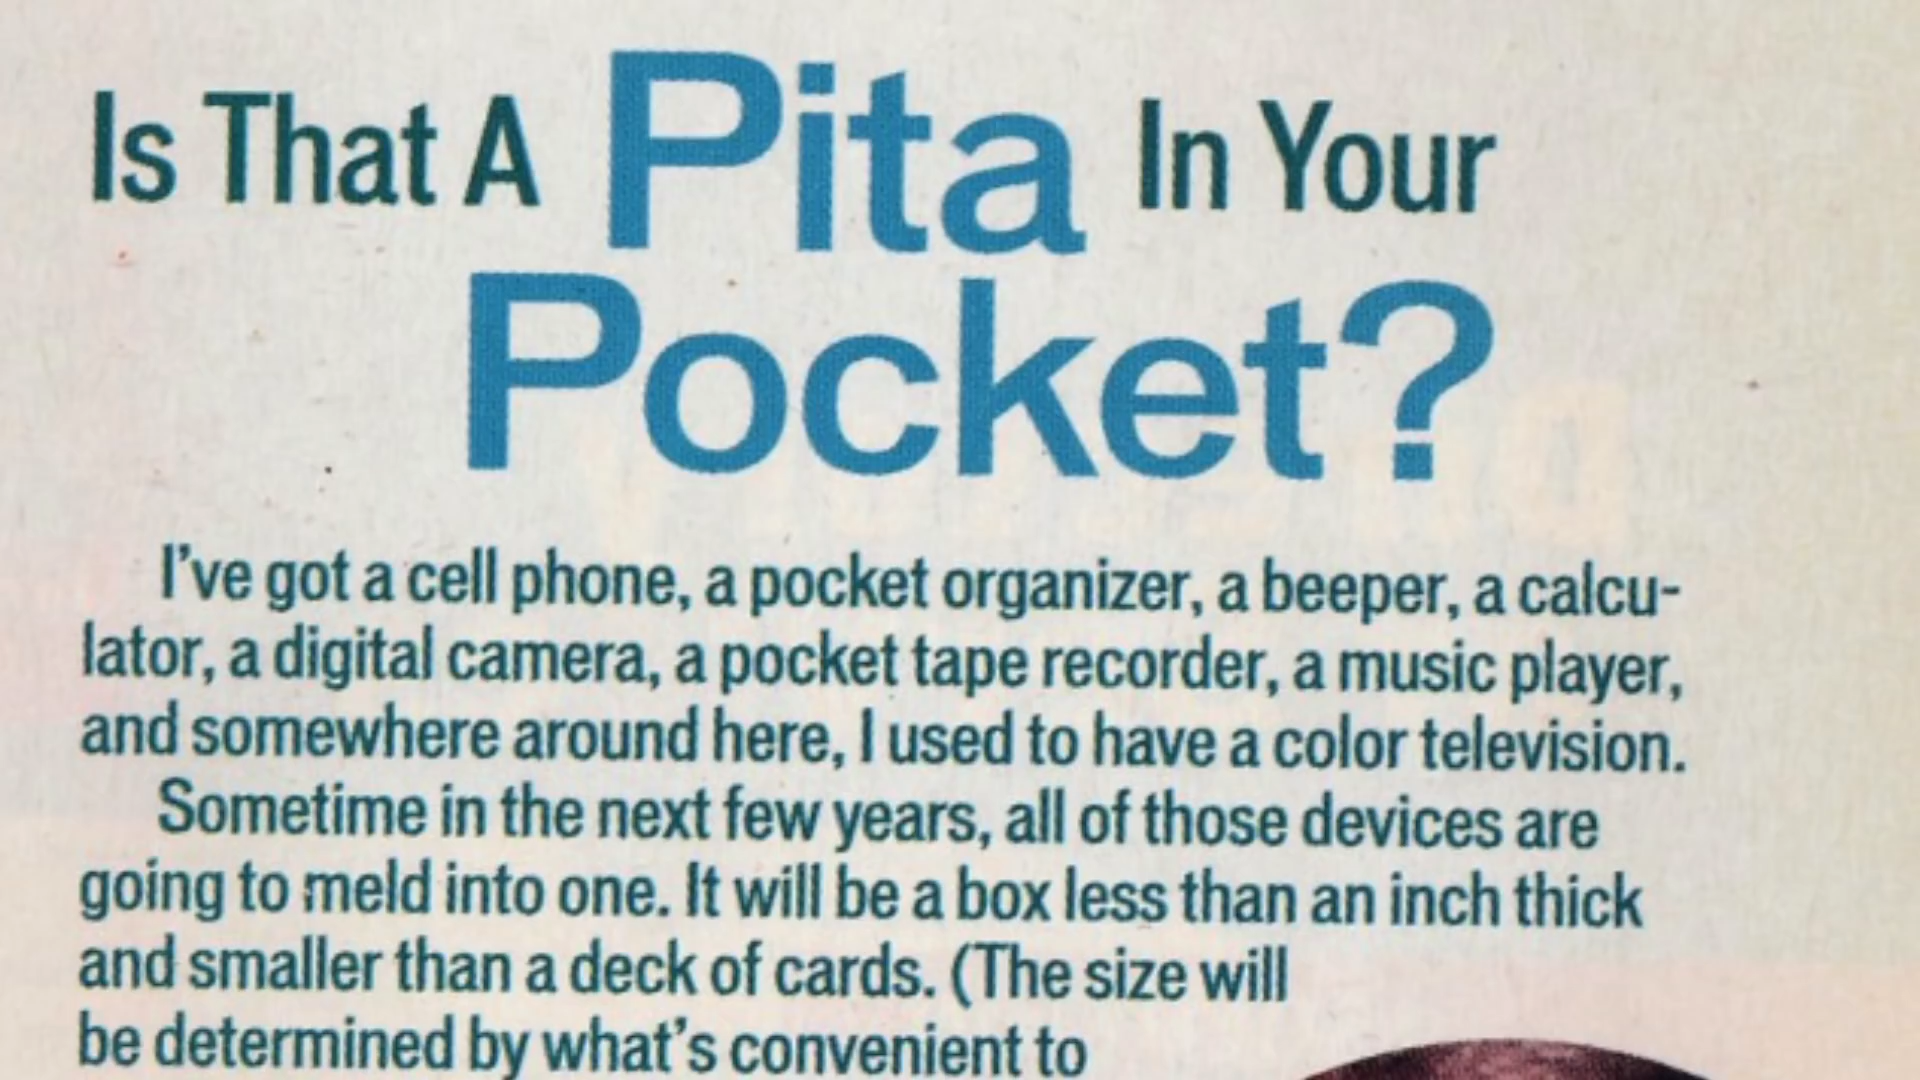 Is That A Pita In Your
Pocket?
I've got a cell phone, a pocket organizer, a beeper, a calcu-
lator, a digital camera, a pocket tape recorder, a music player,
and somewhere around here, I used to have a color television.
Sometime in the next few years, all of those devices are
going to meld into one. It will be a box less than an inch thick
and smaller than a deck of cards. (The size will
be determined by what's convenient to